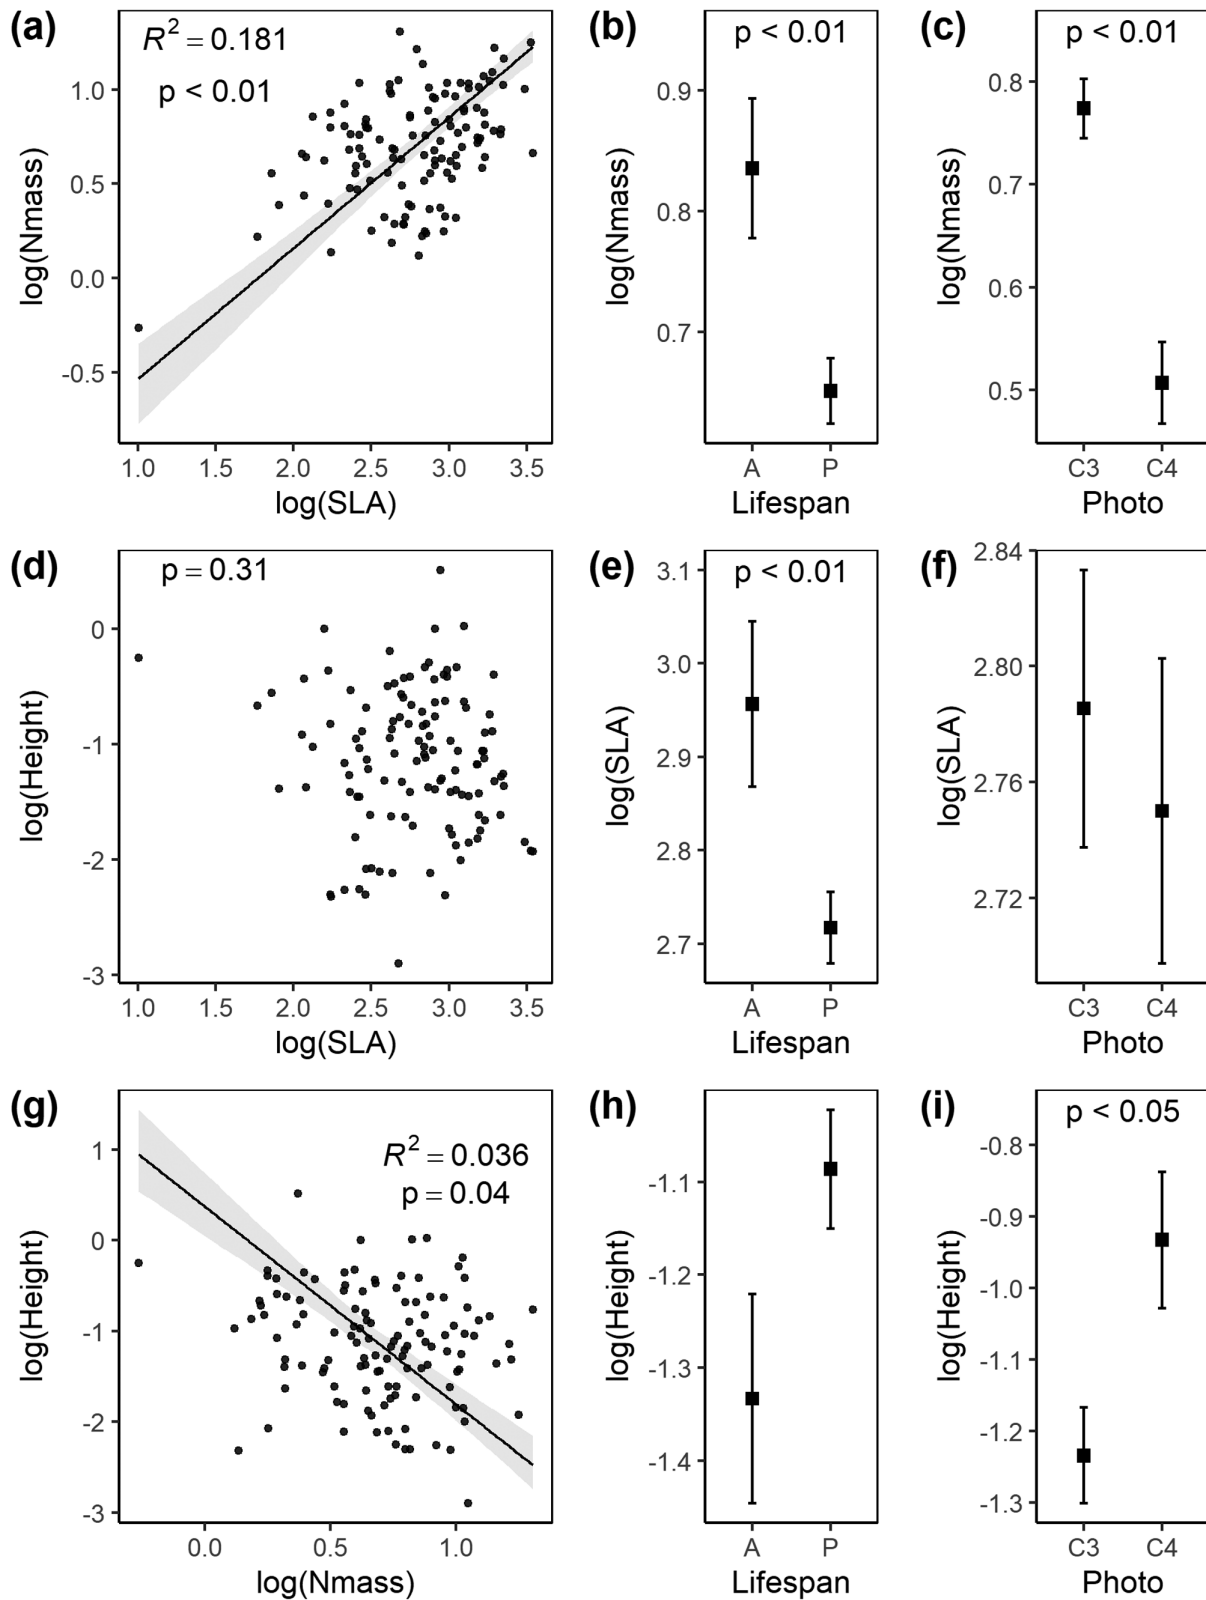 (a)
R² = 0.181
p < 0.01
1.0
0.5
0.0
-0.5
log(Nmass)
1.0 1.5 2.0 2.5 3.0 3.5
log(SLA)
(b)
p < 0.01
0.9
0.8
0.7
log(Nmass)
A P
Lifespan
(c)
p < 0.01
0.8
0.7
0.6
0.5
log(Nmass)
C3 C4
Photo
(d)
p = 0.31
0
-1
-2
-3
log(Height)
1.0 1.5 2.0 2.5 3.0 3.5
log(SLA)
(e)
p < 0.01
3.1
3.0
2.9
2.8
2.7
log(SLA)
A P
Lifespan
(f)
2.84
2.80
2.76
2.72
log(SLA)
C3 C4
Photo
(g)
R² = 0.036
p = 0.04
1
0
-1
-2
-3
log(Height)
0.0 0.5 1.0
log(Nmass)
(h)
-1.1
-1.2
-1.3
-1.4
log(Height)
A P
Lifespan
(i)
p < 0.05
-0.8
-0.9
-1.0
-1.1
-1.2
-1.3
log(Height)
C3 C4
Photo